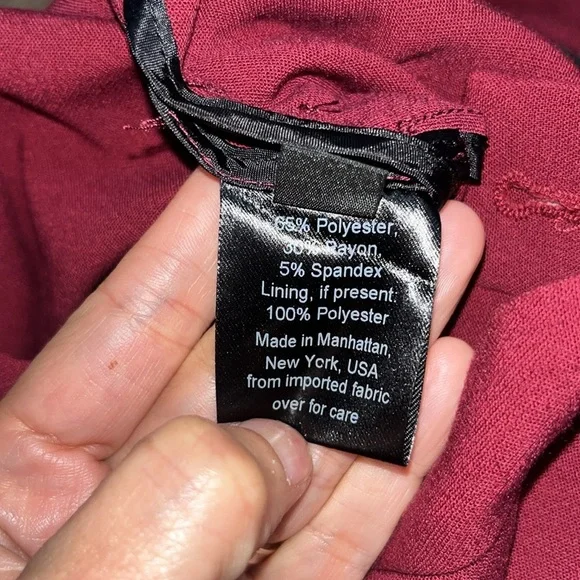 65% Polyester,
30% Rayon,
5% Spandex
Lining, if present:
100% Polyester
Made in Manhattan,
New York, USA
from imported fabric
over for care